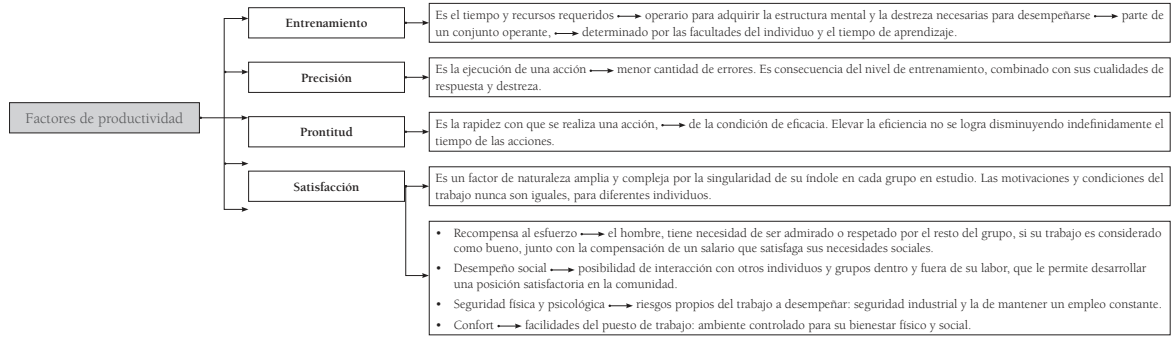 Factores de productividad
Entrenamiento
Es el tiempo y recursos requeridos ⟶ operario para adquirir la estructura mental y la destreza necesarias para desempeñarse ⟶ parte de
un conjunto operante, ⟶ determinado por las facultades del individuo y el tiempo de aprendizaje.
Precisión
Es la ejecución de una acción ⟶ menor cantidad de errores. Es consecuencia del nivel de entrenamiento, combinado con sus cualidades de
respuesta y destreza.
Prontitud
Es la rapidez con que se realiza una acción, ⟶ de la condición de eficacia. Elevar la eficiencia no se logra disminuyendo indefinidamente el
tiempo de las acciones.
Satisfacción
Es un factor de naturaleza amplia y compleja por la singularidad de su índole en cada grupo en estudio. Las motivaciones y condiciones del
trabajo nunca son iguales, para diferentes individuos.
• Recompensa al esfuerzo ⟶ el hombre, tiene necesidad de ser admirado o respetado por el resto del grupo, si su trabajo es considerado
como bueno, junto con la compensación de un salario que satisfaga sus necesidades sociales.
• Desempeño social ⟶ posibilidad de interacción con otros individuos y grupos dentro y fuera de su labor, que le permite desarrollar
una posición satisfactoria en la comunidad.
• Seguridad física y psicológica ⟶ riesgos propios del trabajo a desempeñar: seguridad industrial y la de mantener un empleo constante.
• Confort ⟶ facilidades del puesto de trabajo: ambiente controlado para su bienestar físico y social.